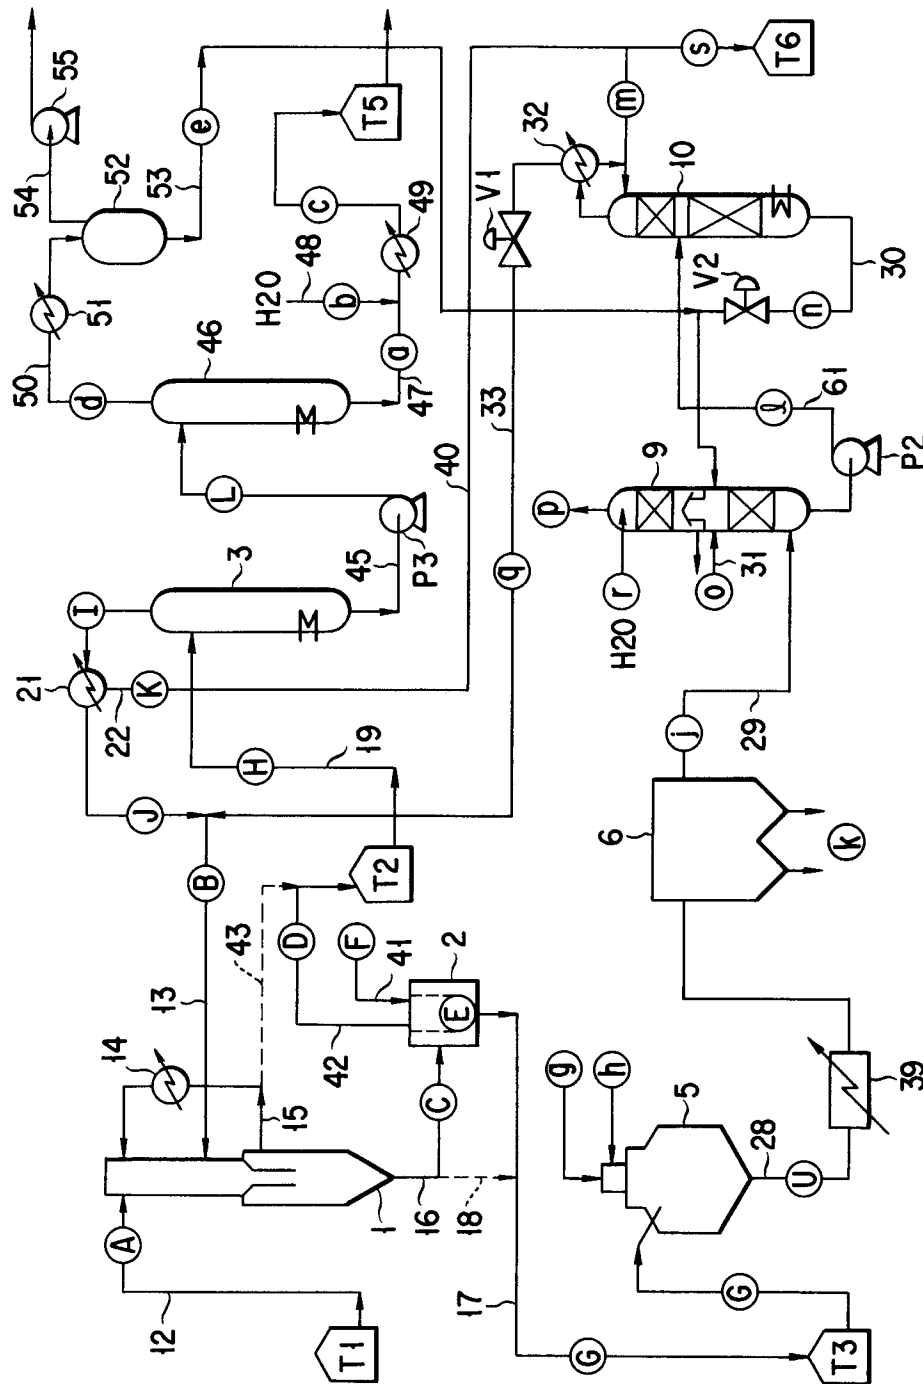 21
50
54
I
d
51
A
22
52
14
J
K
55
12
53
13
B
e
46
L
43
3
H
H20
15
D
48
c
42
b
T1
F
19
T5
1
T2
45
a
41
47
16
C
P3
49
40
E
2
18
17
33
V1
q
32
p
g
G
6
h
r
m
H20
9
j
5
10
s
V2
o
G
31
29
28
ℓ
T6
U
n
61
T3
k
30
39
P2